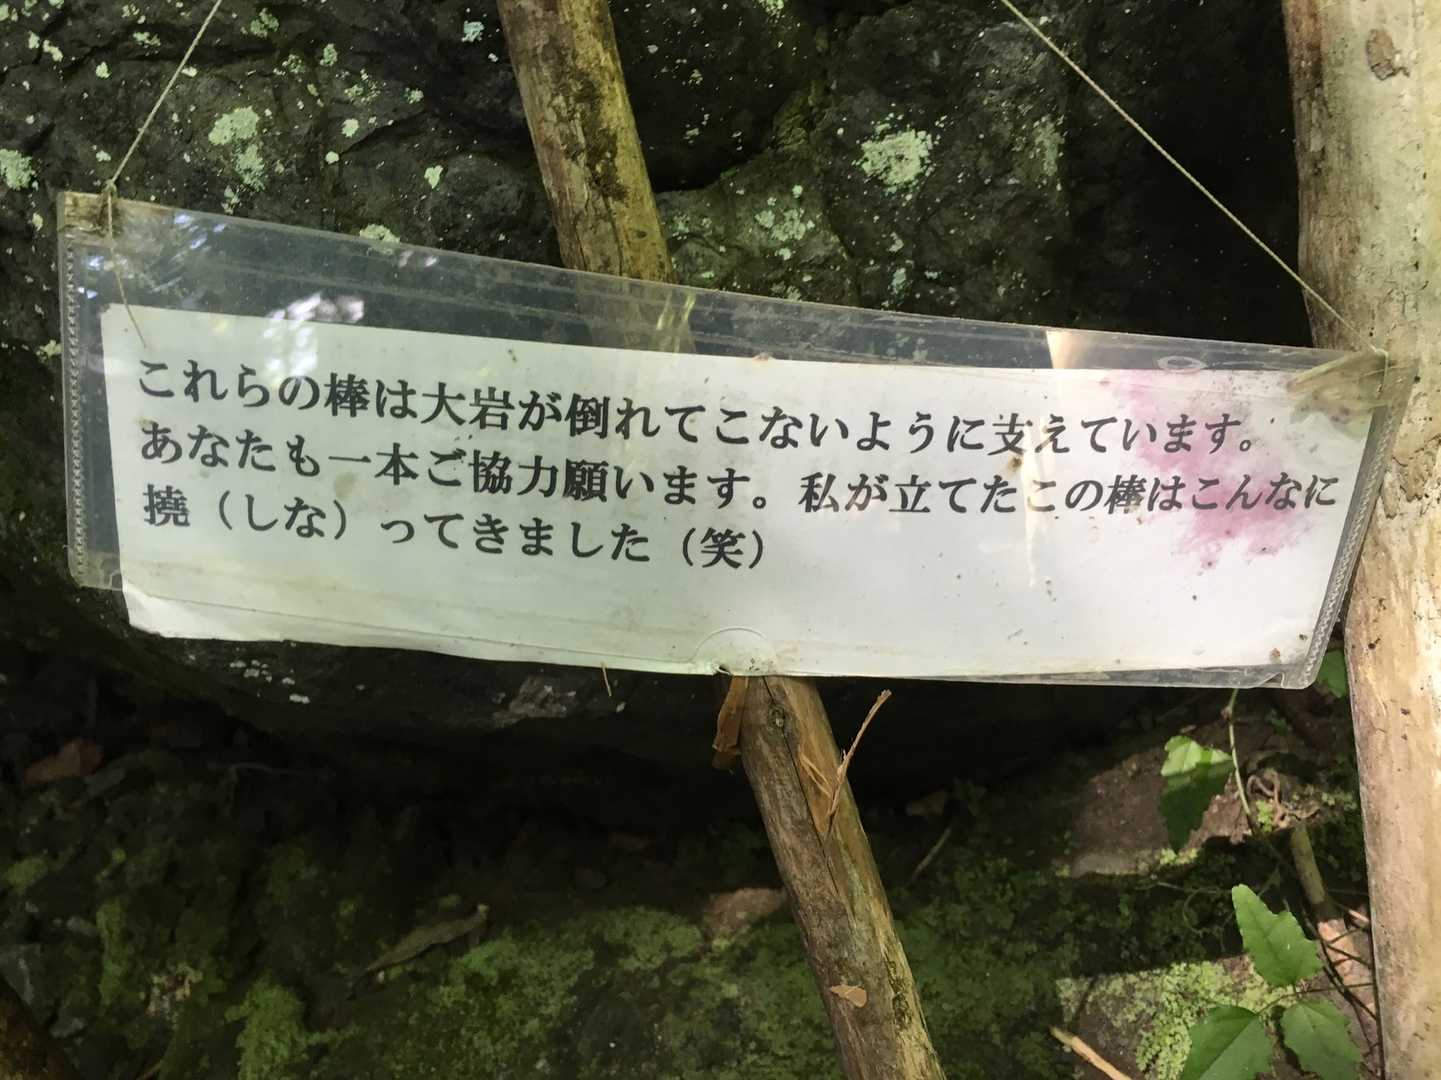 これらの棒は大岩が倒れてこないように支えています。
あなたも一本ご協力願います。私が立てたこの棒はこんなに
撓（しな）ってきました（笑）